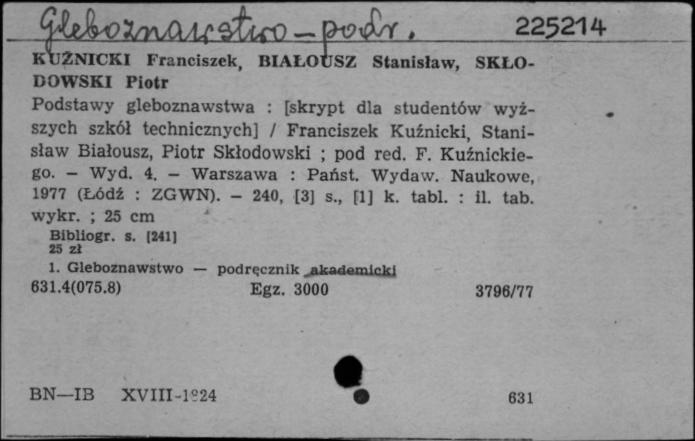 Gleboznawstwo – podr. 225214
KUŹNICKI Franciszek, BIAŁOUSZ Stanisław, SKŁO-
DOWSKI Piotr
Podstawy gleboznawstwa : [skrypt dla studentów wyż-
szych szkół technicznych] / Franciszek Kuźnicki, Stani-
sław Białousz, Piotr Skłodowski ; pod red. F. Kuźnickie-
go. — Wyd. 4. — Warszawa : Państ. Wydaw. Naukowe,
1977 (Łódź : ZGWN). — 240, [3] s., [1] k. tabl. : il. tab.
wykr. ; 25 cm
Bibliogr. s. [241]
25 zł
1. Gleboznawstwo — podręcznik akademicki
631.4(075.8) Egz. 3000 3796/77
BN—IB XVIII-1824 631